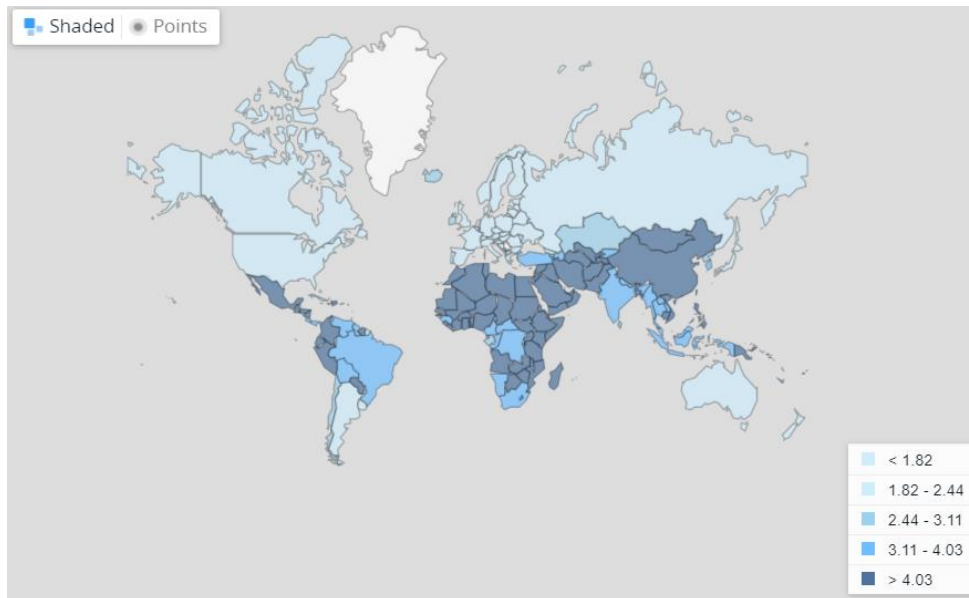 Shaded
Points
< 1.82
1.82 - 2.44
2.44 - 3.11
3.11 - 4.03
> 4.03